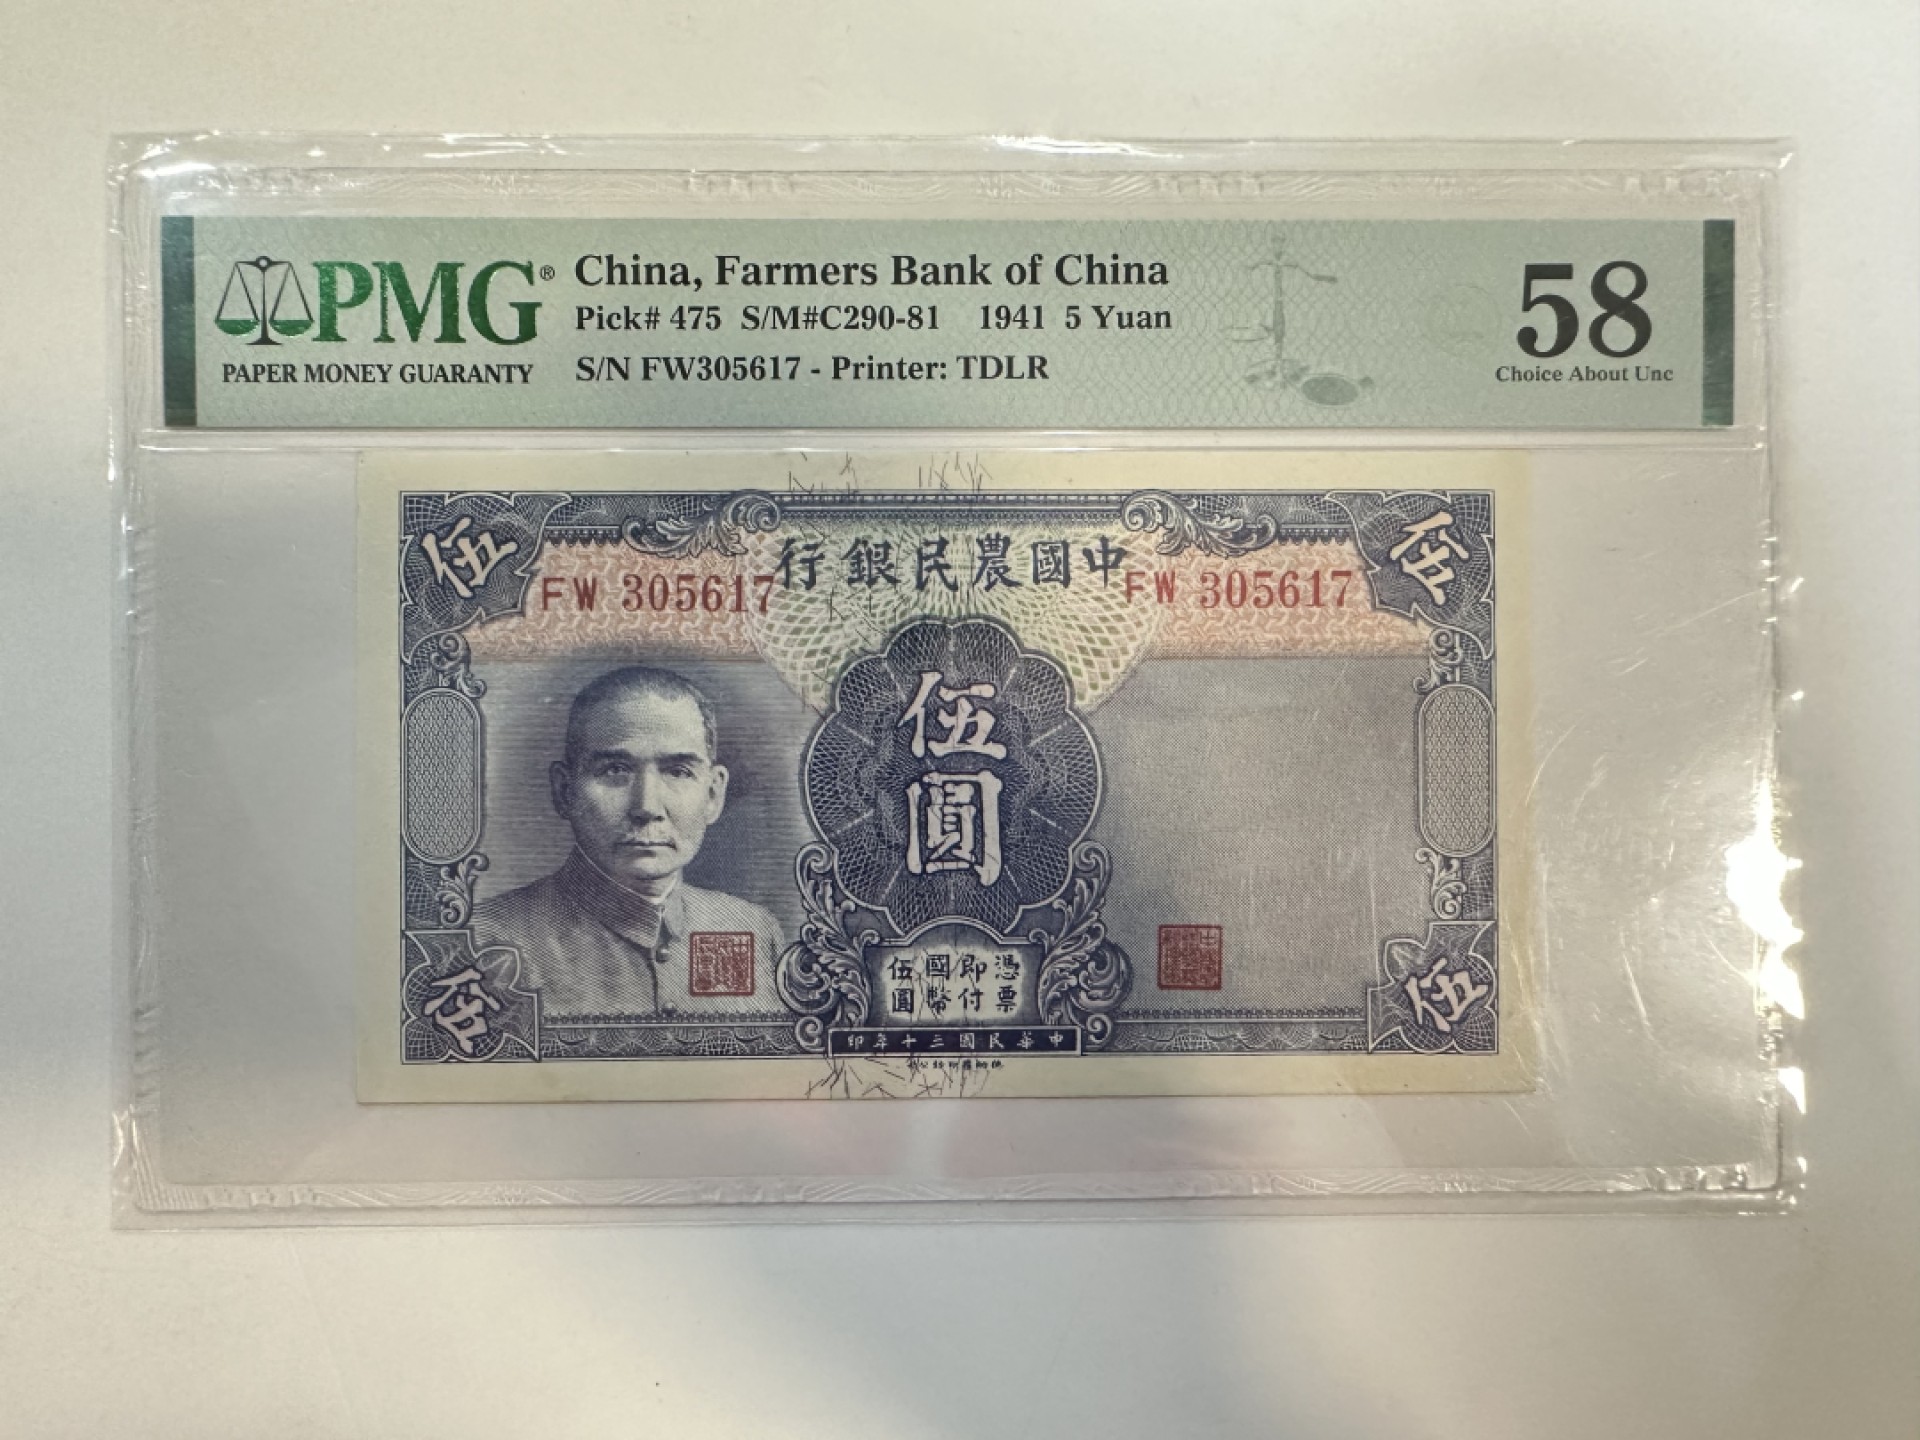 PMG®
PAPER MONEY GUARANTY
China, Farmers Bank of China
Pick# 475 S/M#C290-81 1941 5 Yuan
S/N FW305617 - Printer: TDLR
58
Choice About Unc
伍
行銀民農國中
伍
FW 305617
FW 305617
伍圓
憑票
即付
國幣
伍圓
伍
伍
印年十三國民華中